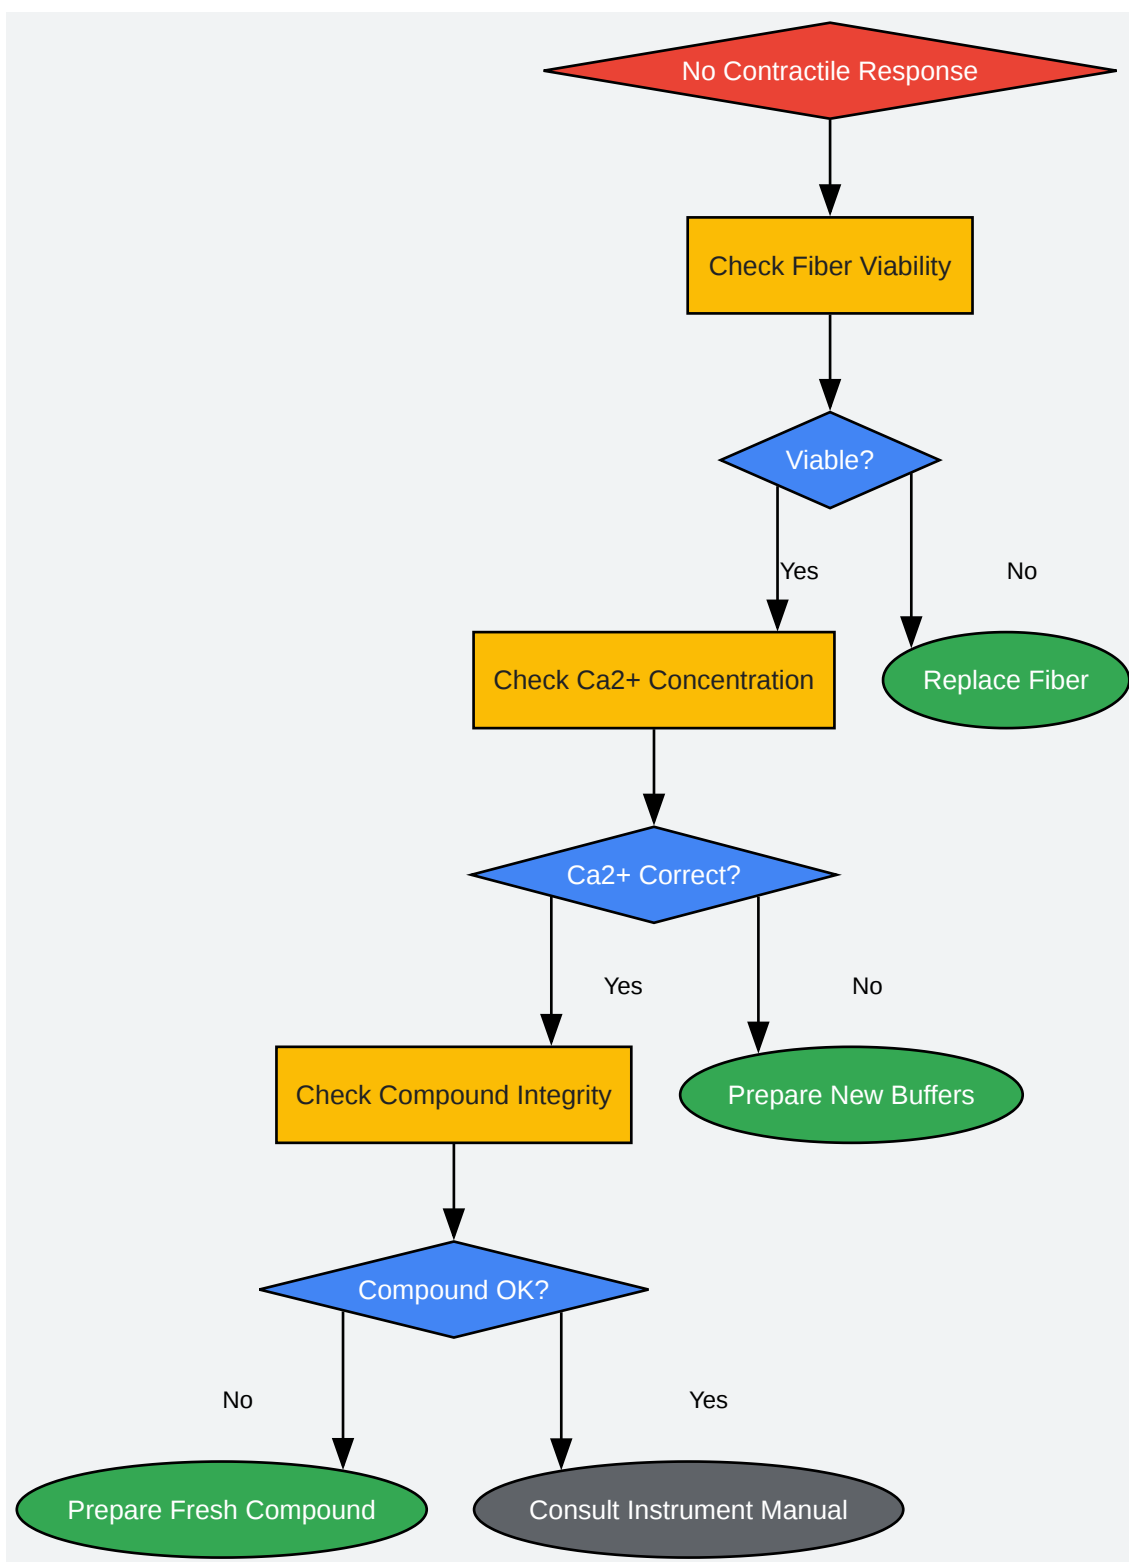 No Contractile Response
Check Fiber Viability
Viable?
Yes
No
Check Ca2+ Concentration
Replace Fiber
Ca2+ Correct?
Yes
No
Check Compound Integrity
Prepare New Buffers
Compound OK?
No
Yes
Prepare Fresh Compound
Consult Instrument Manual